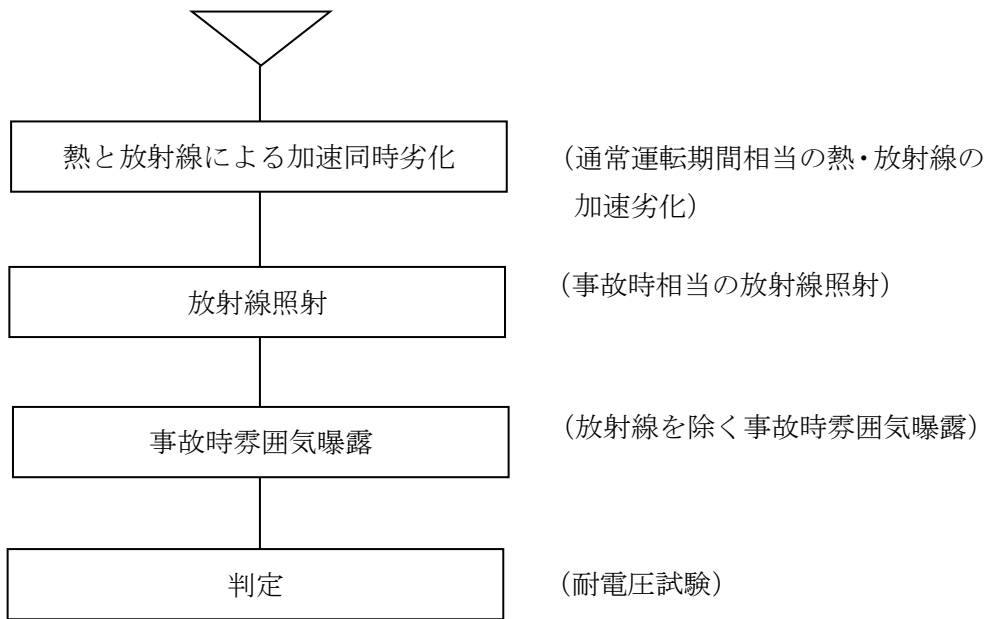 熱と放射線による加速同時劣化
（通常運転期間相当の熱・放射線の
加速劣化）
放射線照射
（事故時相当の放射線照射）
事故時雰囲気曝露
（放射線を除く事故時雰囲気曝露）
判定
（耐電圧試験）